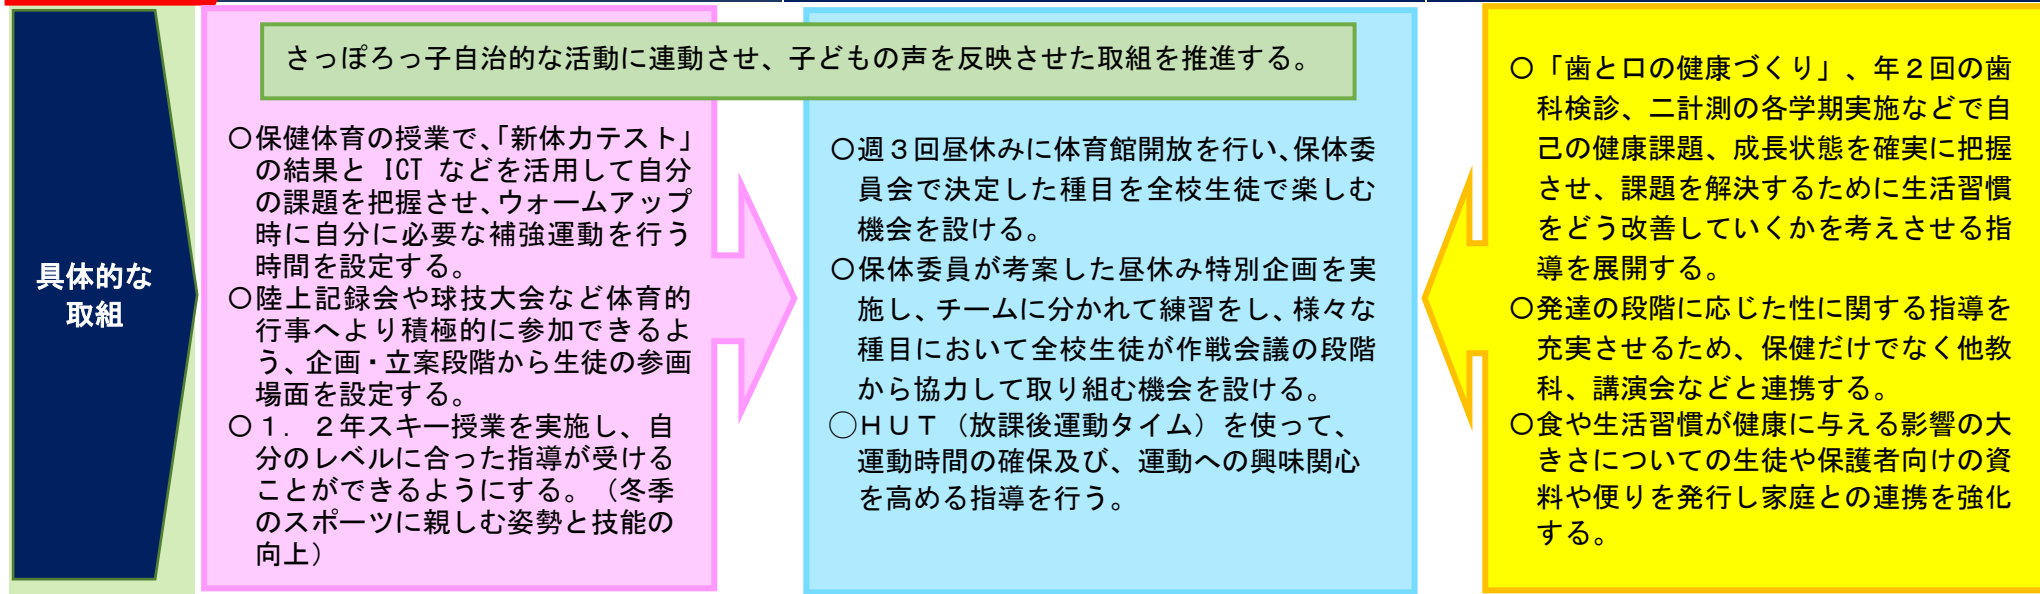 具体的な
取組
さっぽろっ子自治的な活動に連動させ、子どもの声を反映させた取組を推進する。
〇保健体育の授業で、「新体力テスト」
の結果と ICT などを活用して自分
の課題を把握させ、ウォームアップ
時に自分に必要な補強運動を行う
時間を設定する。
〇陸上記録会や球技大会など体育的
行事へより積極的に参加できるよ
う、企画・立案段階から生徒の参画
場面を設定する。
〇１．２年スキー授業を実施し、自
分のレベルに合った指導が受ける
ことができるようにする。（冬季
のスポーツに親しむ姿勢と技能の
向上）
〇週３回昼休みに体育館開放を行い、保体委
員会で決定した種目を全校生徒で楽しむ
機会を設ける。
〇保体委員が考案した昼休み特別企画を実
施し、チームに分かれて練習をし、様々な
種目において全校生徒が作戦会議の段階
から協力して取り組む機会を設ける。
◯ＨＵＴ（放課後運動タイム）を使って、
運動時間の確保及び、運動への興味関心
を高める指導を行う。
〇「歯と口の健康づくり」、年２回の歯
科検診、二計測の各学期実施などで自
己の健康課題、成長状態を確実に把握
させ、課題を解決するために生活習慣
をどう改善していくかを考えさせる指
導を展開する。
〇発達の段階に応じた性に関する指導を
充実させるため、保健だけでなく他教
科、講演会などと連携する。
〇食や生活習慣が健康に与える影響の大
きさについての生徒や保護者向けの資
料や便りを発行し家庭との連携を強化
する。